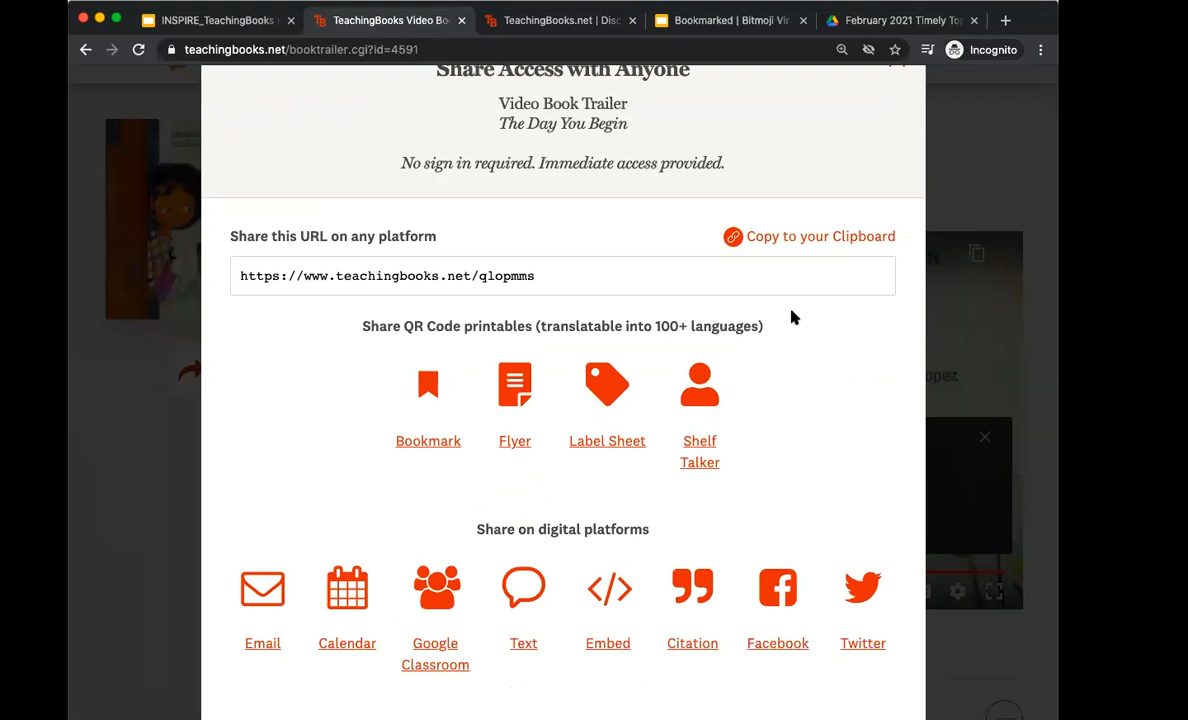 INSPIRE_TeachingBooks
TeachingBooks Video Bo
TeachingBooks.net | Disc
Bookmarked | Bitmoji Vir
February 2021 Timely To
teachingbooks.net/booktrailer.cgi?id=4591
Incognito
Share Access with Anyone
Video Book Trailer
The Day You Begin
No sign in required. Immediate access provided.
Share this URL on any platform
Copy to your Clipboard
https://www.teachingbooks.net/qlopmms
Share QR Code printables (translatable into 100+ languages)
Bookmark
Flyer
Label Sheet
Shelf
Talker
Share on digital platforms
Email
Calendar
Google
Classroom
Text
Embed
Citation
Facebook
Twitter